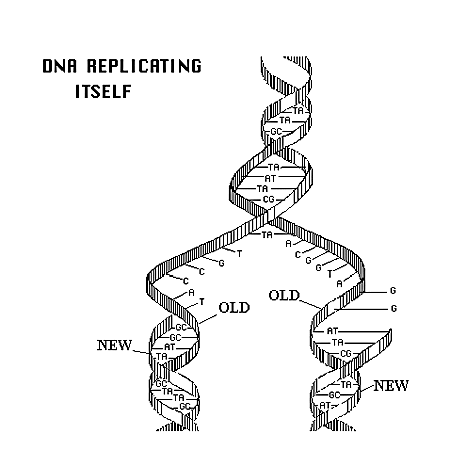 DNA REPLICATING
ITSELF
TA
TA
GC
TA
AT
TA
CG
TA
T
G
C
C
A
T
A
C
G
G
T
A
G
G
OLD
OLD
NEW
GC
GC
AT
TA
GC
TA
TA
GC
AT
TA
CG
TA
GC
AT
NEW